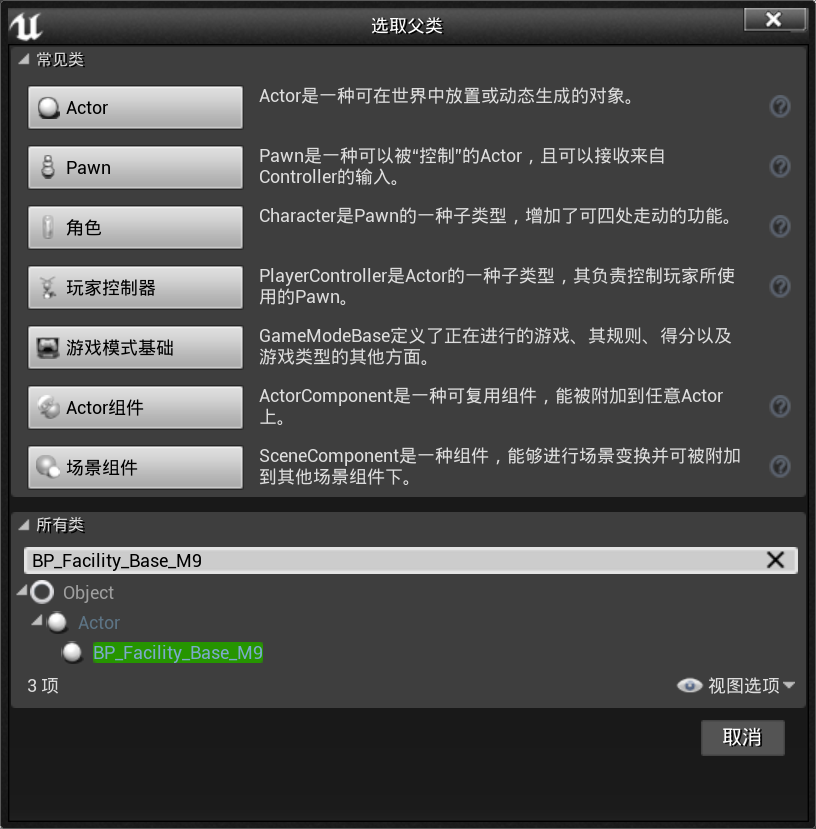 选取父类
常见类
Actor
Actor是一种可在世界中放置或动态生成的对象。
Pawn
Pawn是一种可以被“控制”的Actor，且可以接收来自
Controller的输入。
角色
Character是Pawn的一种子类型，增加了可四处走动的功能。
玩家控制器
PlayerController是Actor的一种子类型，其负责控制玩家所使
用的Pawn。
游戏模式基础
GameModeBase定义了正在进行的游戏、其规则、得分以及
游戏类型的其他方面。
Actor组件
ActorComponent是一种可复用组件，能被附加到任意Actor
上。
场景组件
SceneComponent是一种组件，能够进行场景变换并可被附加
到其他场景组件下。
所有类
BP_Facility_Base_M9
Object
Actor
BP_Facility_Base_M9
3 项
视图选项
取消